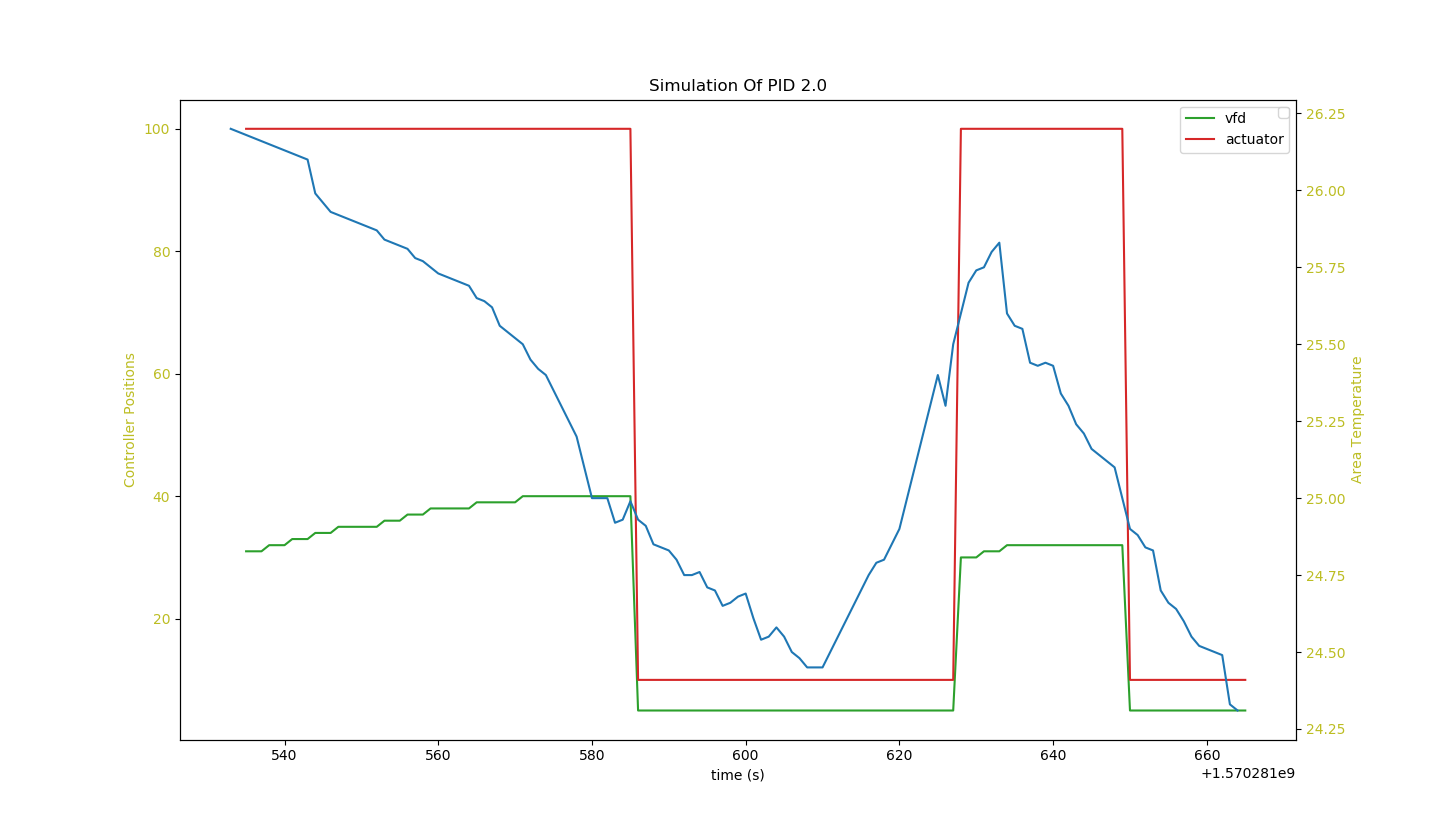 Simulation Of PID 2.0
vfd
actuator
100
80
60
40
20
Controller Positions
26.25
26.00
25.75
25.50
25.25
25.00
24.75
24.50
24.25
Area Temperature
540 560 580 600 620 640 660
time (s)
+1.570281e9